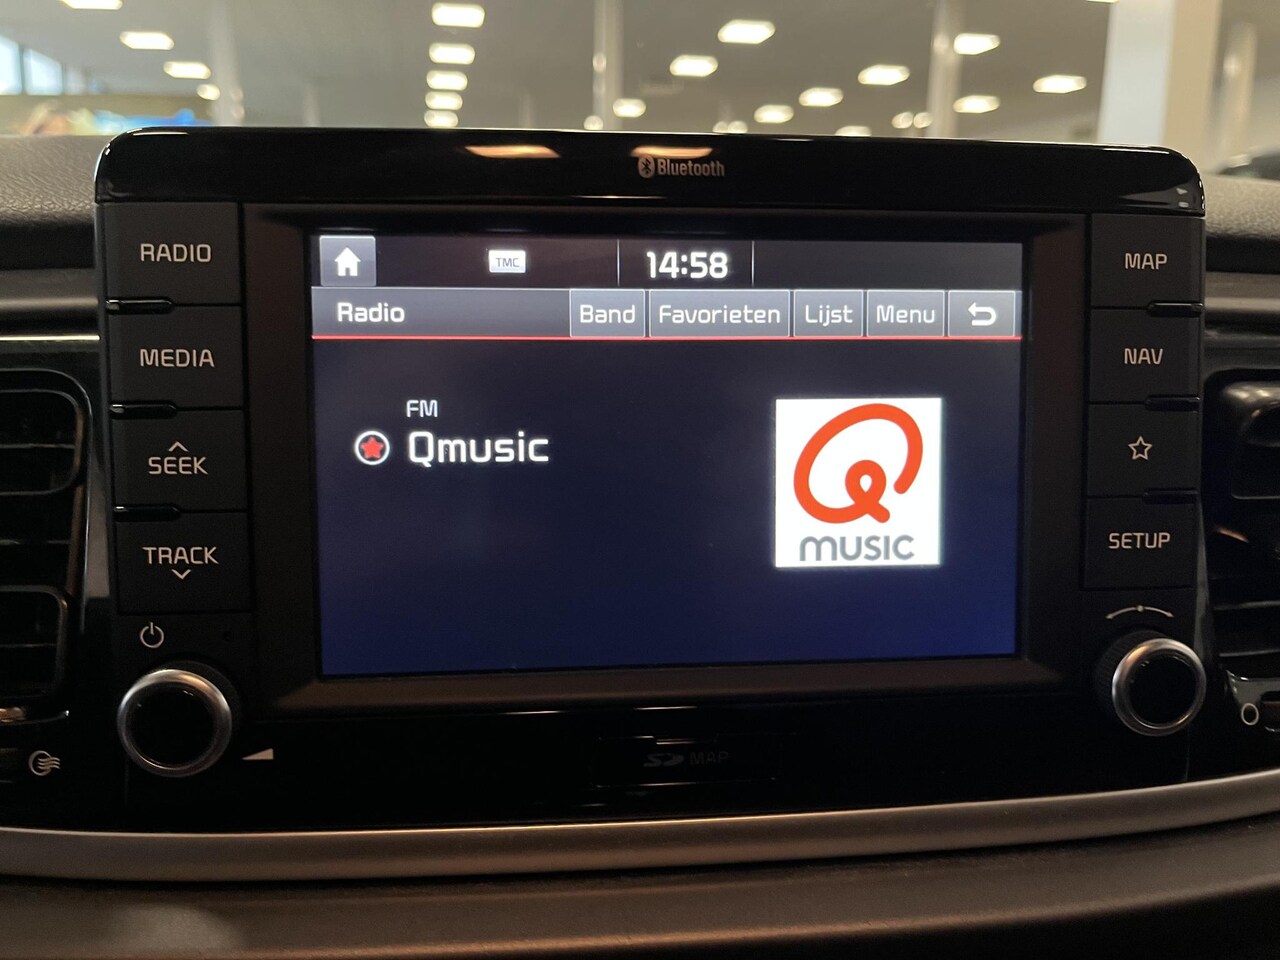 Bluetooth
RADIO
MEDIA
SEEK
TRACK
TMC
14:58
Radio
Band
Favorieten
Lijst
Menu
FM
Qmusic
Q
MUSIC
MAP
NAV
SETUP
SD MAP